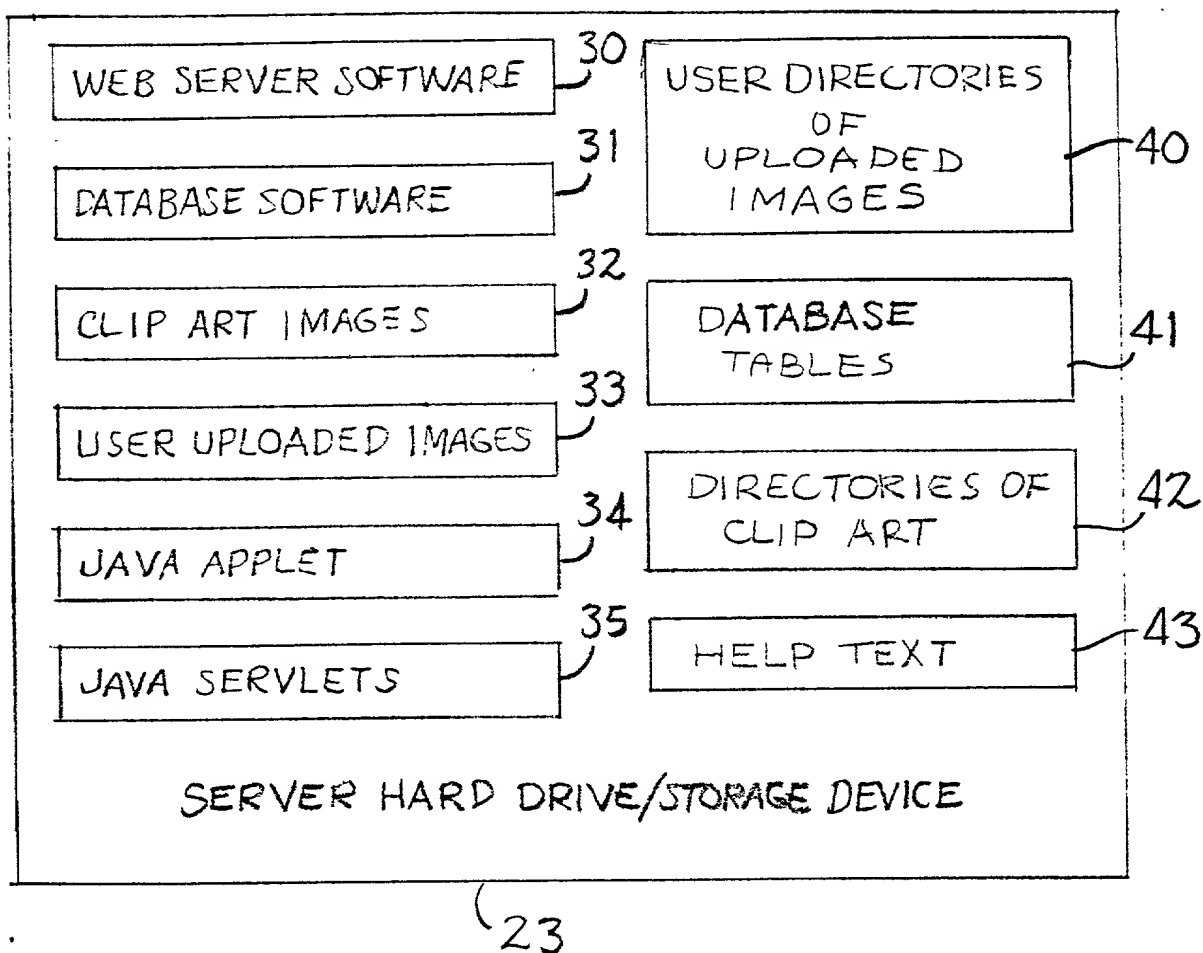 WEB SERVER SOFTWARE
30
DATABASE SOFTWARE
31
CLIP ART IMAGES
32
USER UPLOADED IMAGES
33
JAVA APPLET
34
JAVA SERVLETS
35
USER DIRECTORIES
OF
UPLOADED
IMAGES
40
DATABASE
TABLES
41
DIRECTORIES OF
CLIP ART
42
HELP TEXT
43
SERVER HARD DRIVE/STORAGE DEVICE
23